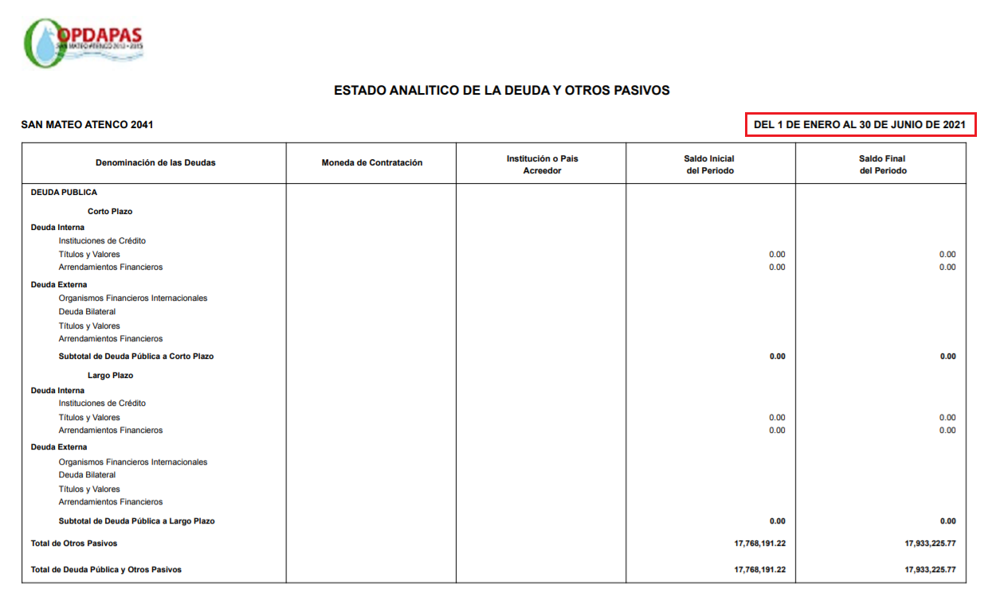 OPDAPAS
SAN MATEO ATENCO 2013 - 2015
ESTADO ANALITICO DE LA DEUDA Y OTROS PASIVOS
SAN MATEO ATENCO 2041
DEL 1 DE ENERO AL 30 DE JUNIO DE 2021
Denominación de las Deudas Moneda de Contratación Institución o Pais Acreedor Saldo Inicial del Periodo Saldo Final del Periodo
DEUDA PUBLICA
Corto Plazo
Deuda Interna
Instituciones de Crédito
Títulos y Valores 0.00 0.00
Arrendamientos Financieros 0.00 0.00
Deuda Externa
Organismos Financieros Internacionales
Deuda Bilateral
Títulos y Valores
Arrendamientos Financieros
Subtotal de Deuda Pública a Corto Plazo 0.00 0.00
Largo Plazo
Deuda Interna
Instituciones de Crédito
Títulos y Valores 0.00 0.00
Arrendamientos Financieros 0.00 0.00
Deuda Externa
Organismos Financieros Internacionales
Deuda Bilateral
Títulos y Valores
Arrendamientos Financieros
Subtotal de Deuda Pública a Largo Plazo 0.00 0.00
Total de Otros Pasivos 17,768,191.22 17,933,225.77
Total de Deuda Pública y Otros Pasivos 17,768,191.22 17,933,225.77